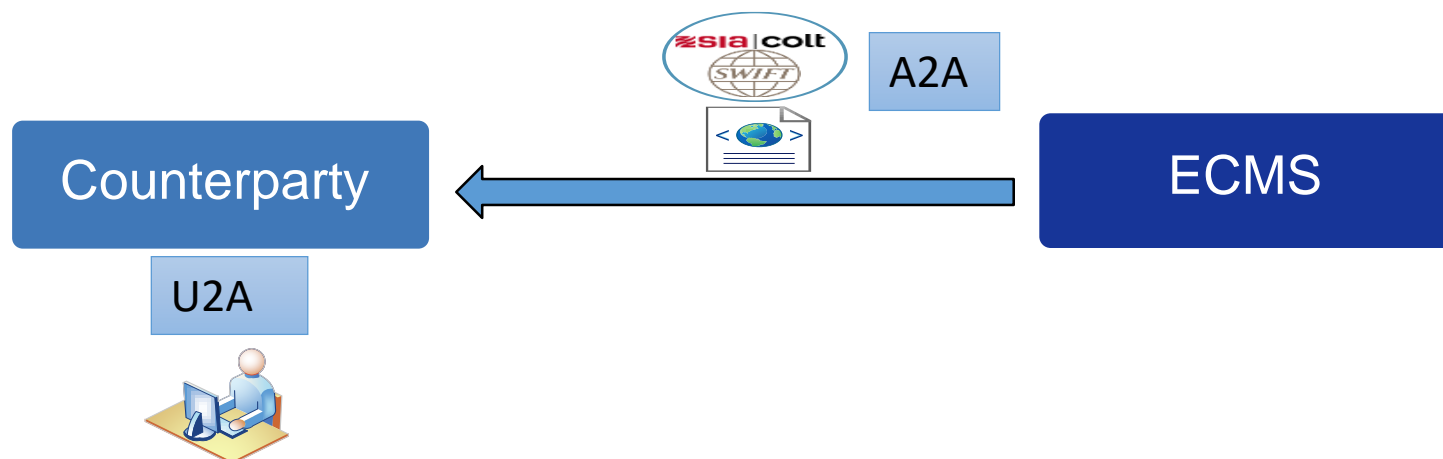 sia|colt
SWIFT
A2A
< >
Counterparty
ECMS
U2A